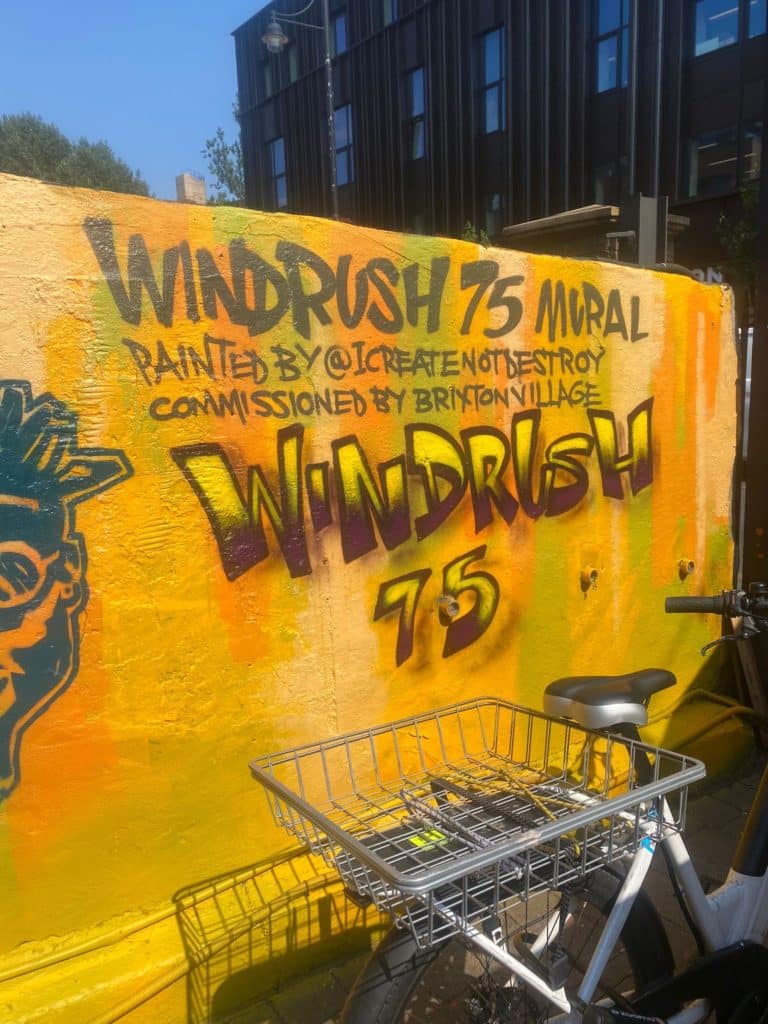 WINDRUSH 75 MURAL
PAINTED BY @ICREATENOTDESTROY
COMMISSIONED BY BRIXTON VILLAGE
WINDRUSH
75